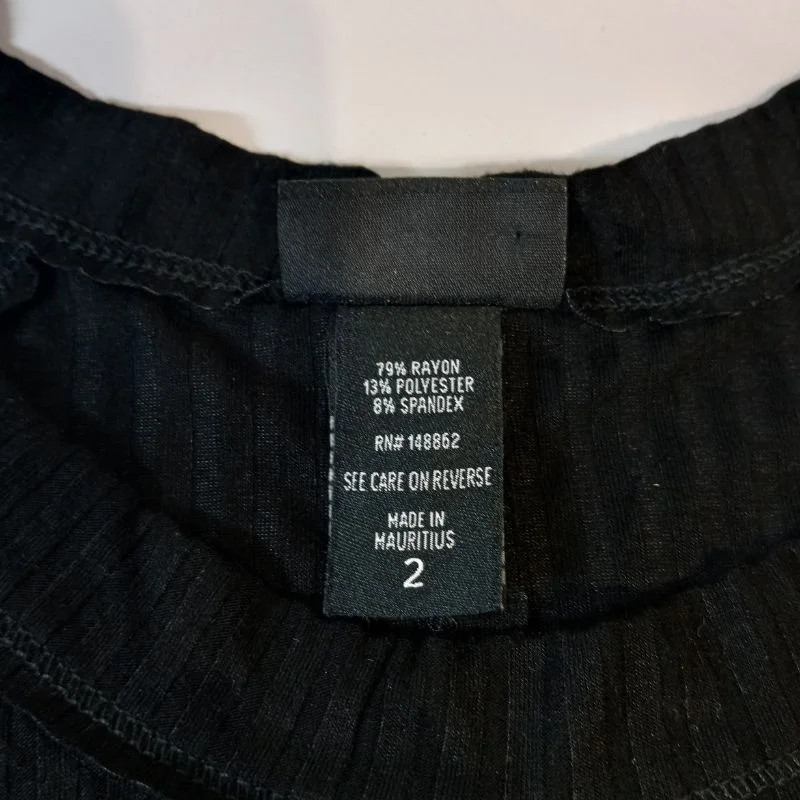 79% RAYON
13% POLYESTER
8% SPANDEX
RN# 148862
SEE CARE ON REVERSE
MADE IN
MAURITIUS
2